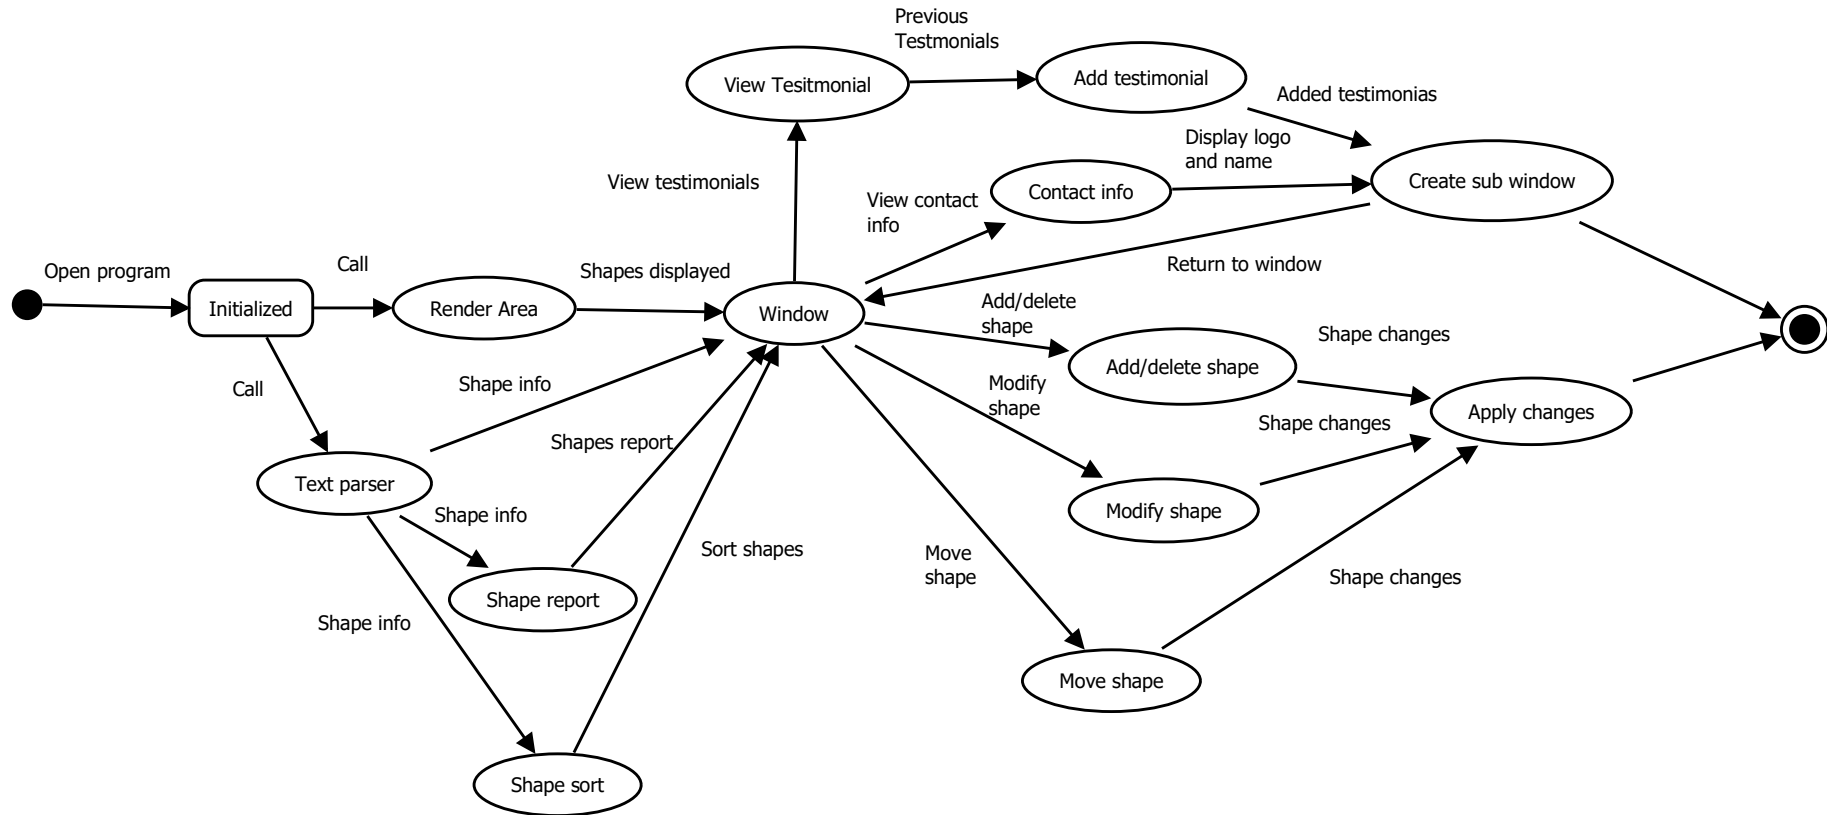 Previous
Testmonials
View Tesitmonial
Add testimonial
Added testimonias
Display logo
and name
View testimonials
Contact info
Create sub window
View contact
info
Open program
Call
Shapes displayed
Return to window
Initialized
Render Area
Window
Add/delete
shape
Shape changes
Add/delete shape
Call
Shape info
Modify
shape
Apply changes
Shapes report
Shape changes
Text parser
Shape info
Modify shape
Sort shapes
Move
shape
Shape changes
Shape report
Shape info
Move shape
Shape sort